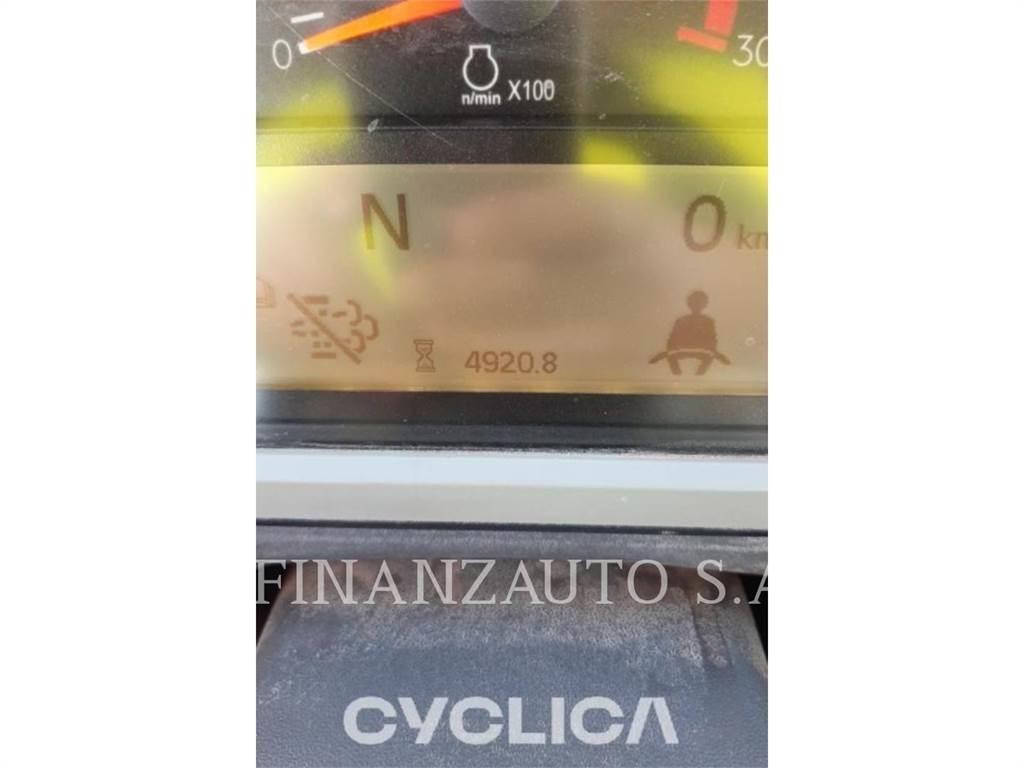 0
30
n/min X100
N 0 km
4920.8
FINANZAUTO S.A
CYCLICA